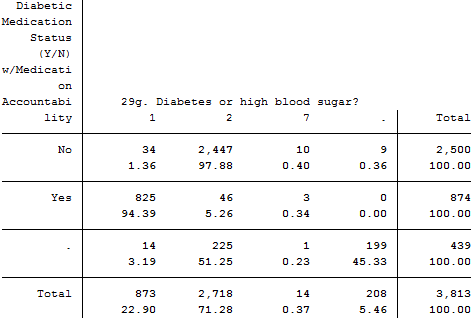 Diabetic
Medication
Status
(Y/N)
w/Medicati
on
Accountabi 29g. Diabetes or high blood sugar?
lity 1 2 7 . Total
No 34 2,447 10 9 2,500
1.36 97.88 0.40 0.36 100.00
Yes 825 46 3 0 874
94.39 5.26 0.34 0.00 100.00
. 14 225 1 199 439
3.19 51.25 0.23 45.33 100.00
Total 873 2,718 14 208 3,813
22.90 71.28 0.37 5.46 100.00